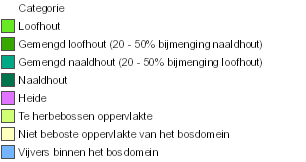 Categorie
Loofhout
Gemengd loofhout (20 - 50% bijmenging naaldhout)
Gemengd naaldhout (20 - 50% bijmenging loofhout)
Naaldhout
Heide
Te herbebossen oppervlakte
Niet beboste oppervlakte van het bosdomein
Vijvers binnen het bosdomein